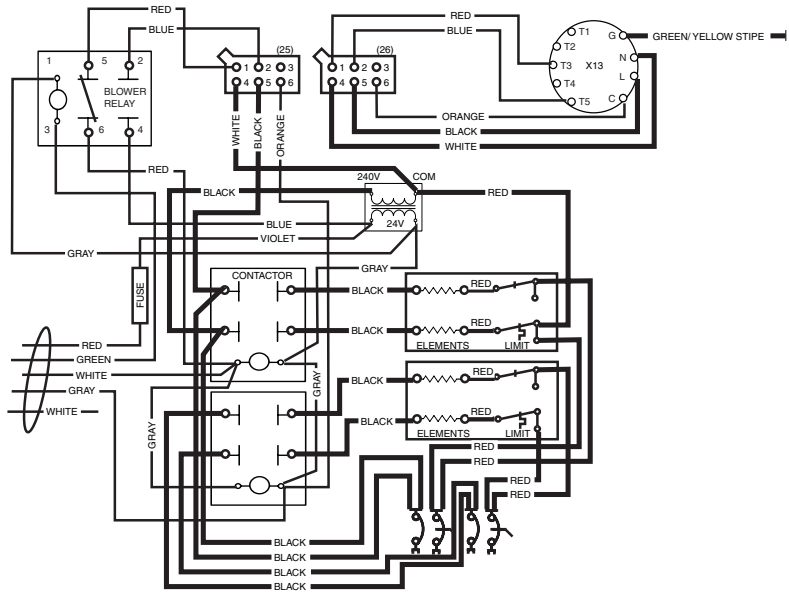 RED
BLUE
1
5
2
BLOWER
RELAY
3
6
4
(25)
1 2 3
4 5 6
(26)
1 2 3
4 5 6
RED
BLUE
T1
T2
T3
T4
T5
X13
G
N
L
C
GREEN/ YELLOW STIPE
ORANGE
BLACK
WHITE
WHITE
BLACK
ORANGE
RED
240V
COM
BLACK
24V
RED
BLUE
VIOLET
GRAY
GRAY
FUSE
CONTACTOR
BLACK
BLACK
RED
RED
ELEMENTS
LIMIT
RED
GREEN
WHITE
GRAY
WHITE
GRAY
GRAY
BLACK
BLACK
RED
RED
ELEMENTS
LIMIT
RED
RED
RED
RED
BLACK
BLACK
BLACK
BLACK